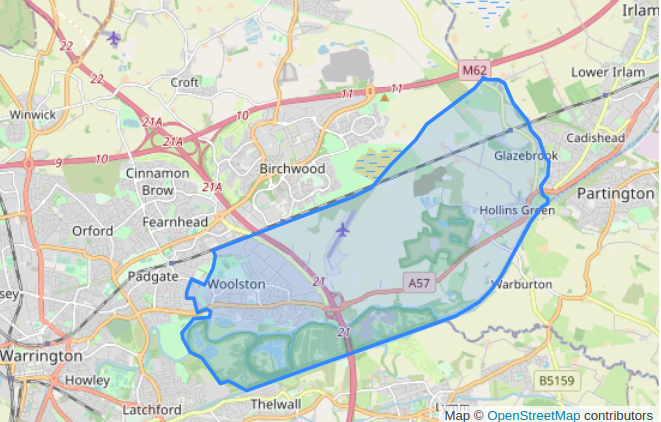 Irlam
22
M62
Lower Irlam
22
Croft
11
11
Winwick
21A
Cadishead
21A
10
9
10
Glazebrook
Birchwood
Cinnamon
Brow
21A
Partington
Fearnhead
Hollins Green
Orford
Padgate
Woolston
21
A57
Warburton
21
Warrington
Howley
B5159
Latchford
Thelwall
Map © OpenStreetMap contributors